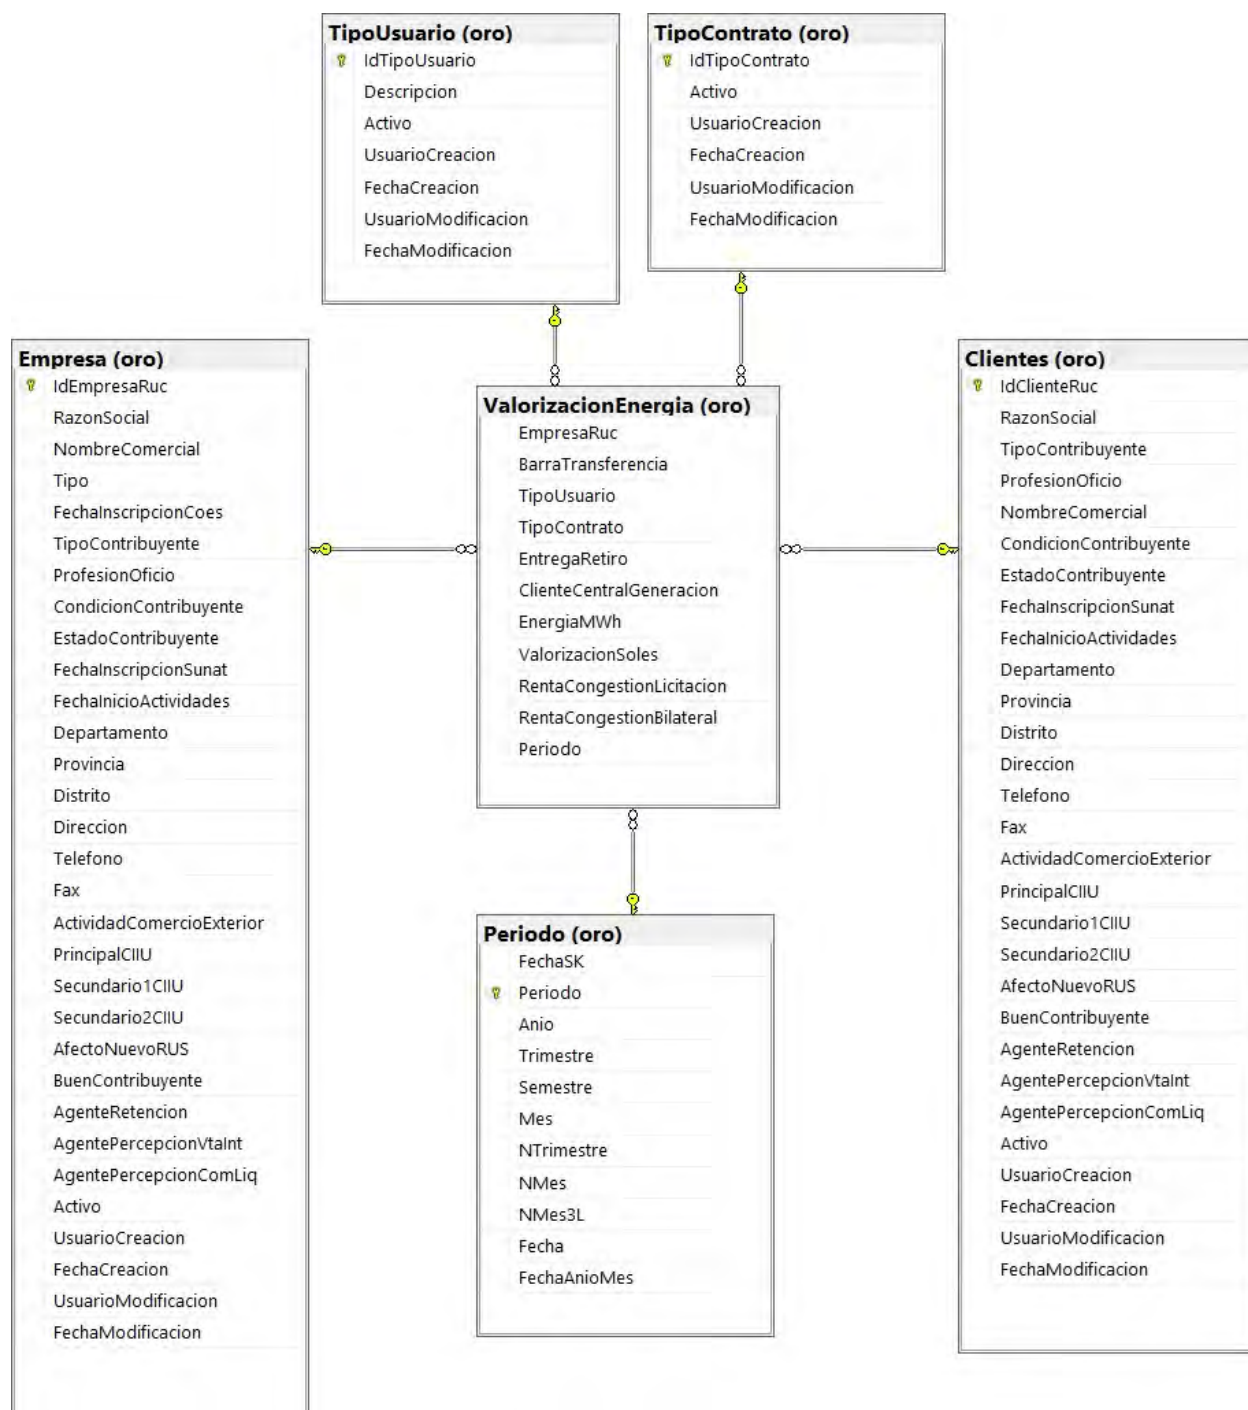 TipoUsuario (oro)
IdTipoUsuario
Descripcion
Activo
UsuarioCreacion
FechaCreacion
UsuarioModificacion
FechaModificacion
TipoContrato (oro)
IdTipoContrato
Activo
UsuarioCreacion
FechaCreacion
UsuarioModificacion
FechaModificacion
Empresa (oro)
IdEmpresaRuc
RazonSocial
NombreComercial
Tipo
FechaInscripcionCoes
TipoContribuyente
ProfesionOficio
CondicionContribuyente
EstadoContribuyente
FechaInscripcionSunat
FechaInicioActividades
Departamento
Provincia
Distrito
Direccion
Telefono
Fax
ActividadComercioExterior
PrincipalCIIU
Secundario1CIIU
Secundario2CIIU
AfectoNuevoRUS
BuenContribuyente
AgenteRetencion
AgentePercepcionVtaInt
AgentePercepcionComLiq
Activo
UsuarioCreacion
FechaCreacion
UsuarioModificacion
FechaModificacion
ValorizacionEnergia (oro)
EmpresaRuc
BarraTransferencia
TipoUsuario
TipoContrato
EntregaRetiro
ClienteCentralGeneracion
EnergiaMWh
ValorizacionSoles
RentaCongestionLicitacion
RentaCongestionBilateral
Periodo
Periodo (oro)
FechaSK
Periodo
Anio
Trimestre
Semestre
Mes
NTrimestre
NMes
NMes3L
Fecha
FechaAnioMes
Clientes (oro)
IdClienteRuc
RazonSocial
TipoContribuyente
ProfesionOficio
NombreComercial
CondicionContribuyente
EstadoContribuyente
FechaInscripcionSunat
FechaInicioActividades
Departamento
Provincia
Distrito
Direccion
Telefono
Fax
ActividadComercioExterior
PrincipalCIIU
Secundario1CIIU
Secundario2CIIU
AfectoNuevoRUS
BuenContribuyente
AgenteRetencion
AgentePercepcionVtaInt
AgentePercepcionComLiq
Activo
UsuarioCreacion
FechaCreacion
UsuarioModificacion
FechaModificacion